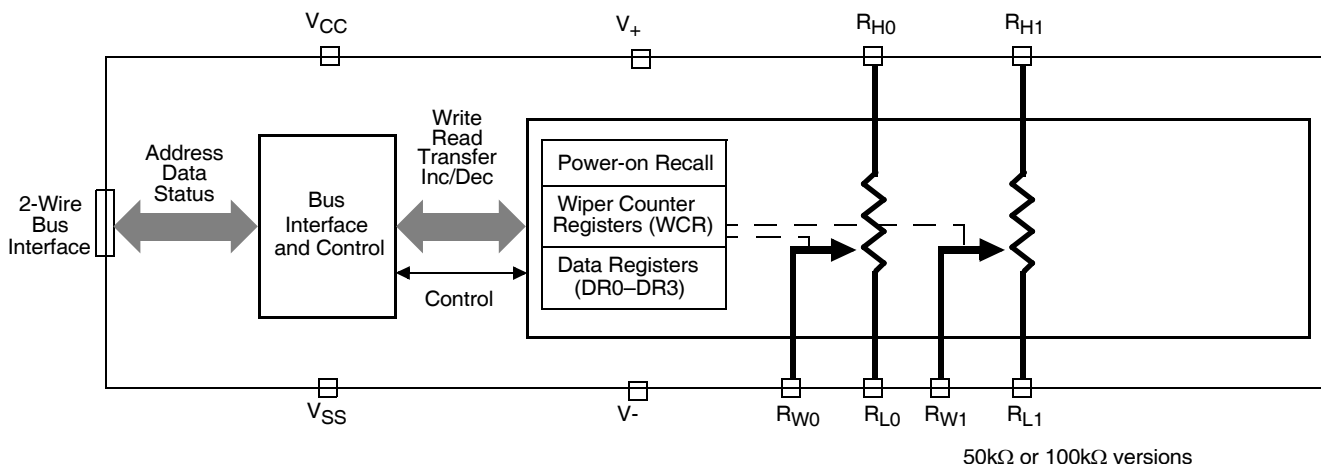 VCC
V+
RH0
RH1
Address
Data
Status
Write
Read
Transfer
Inc/Dec
2-Wire
Bus
Interface
Bus
Interface
and Control
Control
Power-on Recall
Wiper Counter
Registers (WCR)
Data Registers
(DR0–DR3)
VSS
V-
RW0
RL0
RW1
RL1
50kΩ or 100kΩ versions